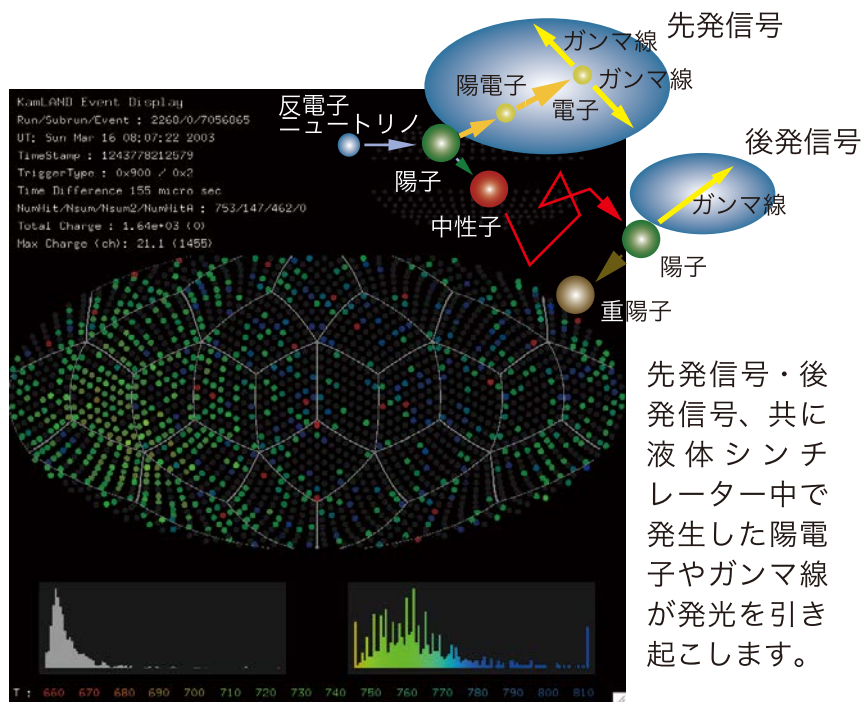 先発信号
ガンマ線
陽電子
ガンマ線
電子
反電子
ニュートリノ
陽子
中性子
後発信号
ガンマ線
陽子
重陽子
KamLAND Event Display
Run/Subrun/Event : 2260/0/7056065
UT: Sun Mar 16 08:07:22 2003
TimeStamp : 1243778212579
TriggerType : 0x900 / 0x2
Time Difference 155 micro sec
NumHit/Nsum/Nsum2/NumHitA : 753/147/462/0
Total Charge : 1.64e+03 (0)
Max Charge (ch): 21.1 (1455)
先発信号・後
発信号、共に
液体シンチ
レーター中で
発生した陽電
子やガンマ線
が発光を引き
起こします。
T : 660 670 680 690 700 710 720 730 740 750 760 770 780 790 800 810